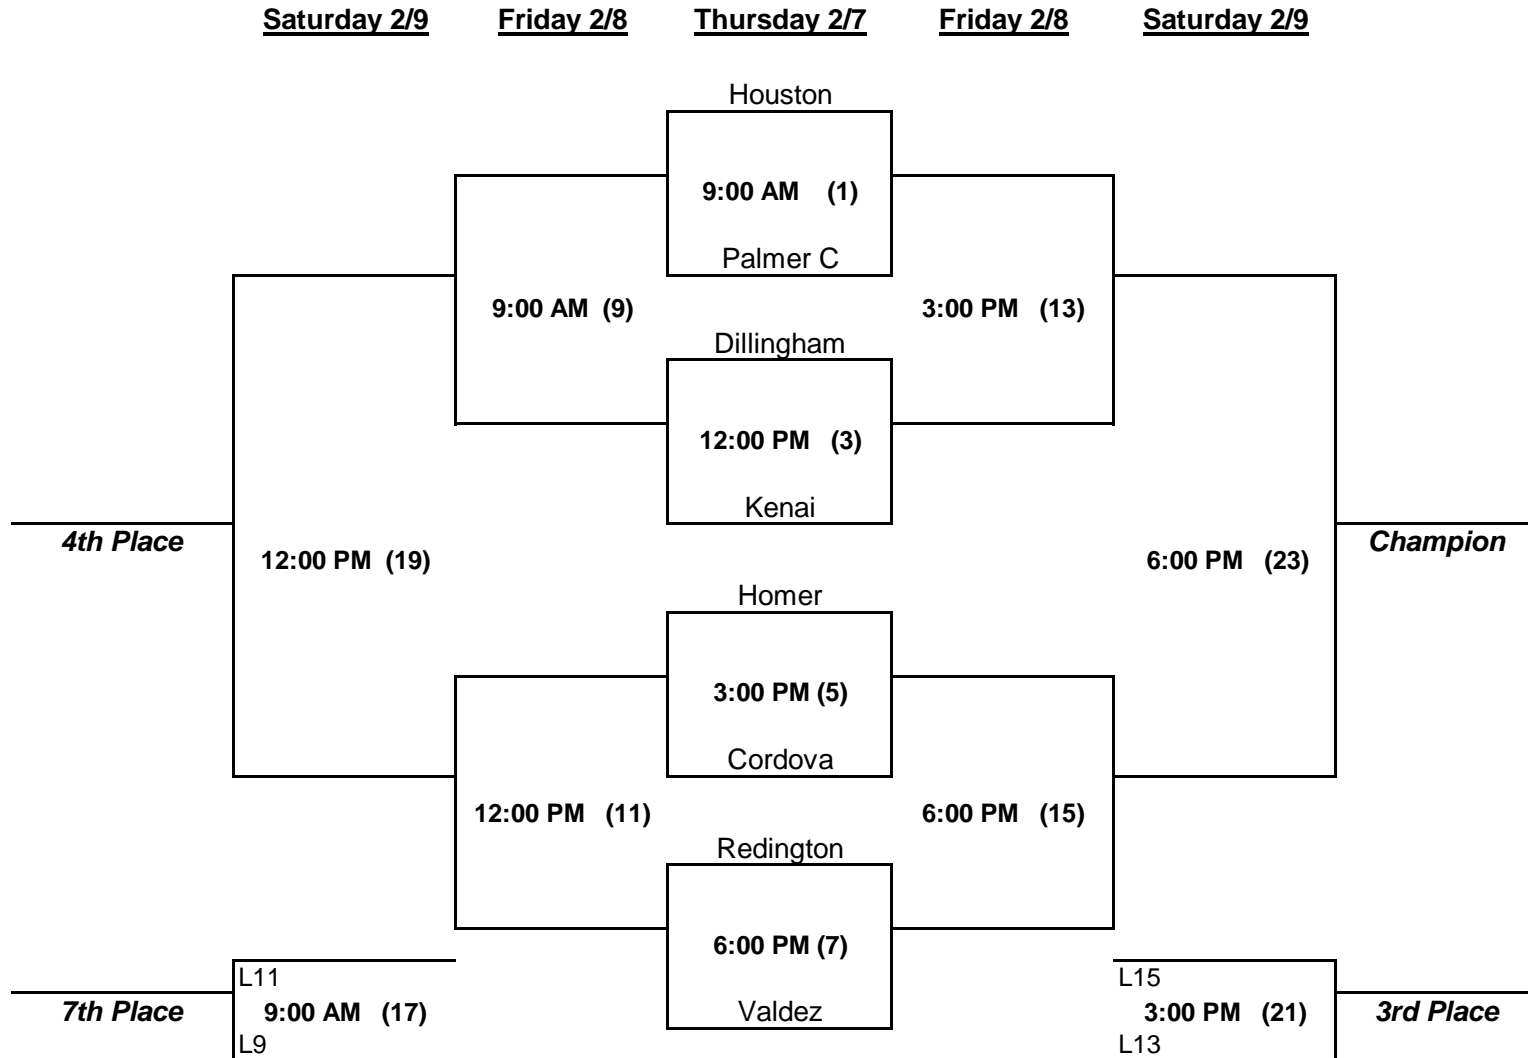 Saturday 2/9 Friday 2/8 Thursday 2/7 Friday 2/8 Saturday 2/9
Houston
9:00 AM (1)
Palmer C
9:00 AM (9) 3:00 PM (13)
Dillingham
12:00 PM (3)
Kenai
4th Place Champion
12:00 PM (19) 6:00 PM (23)
Homer
3:00 PM (5)
Cordova
12:00 PM (11) 6:00 PM (15)
Redington
6:00 PM (7)
L11 L15
7th Place 9:00 AM (17) Valdez 3:00 PM (21) 3rd Place
L9 L13